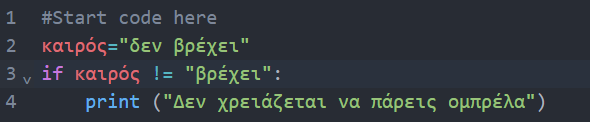 1 #Start code here
2 καιρός="δεν βρέχει"
3 if καιρός != "βρέχει":
4 print ("Δεν χρειάζεται να πάρεις ομπρέλα")